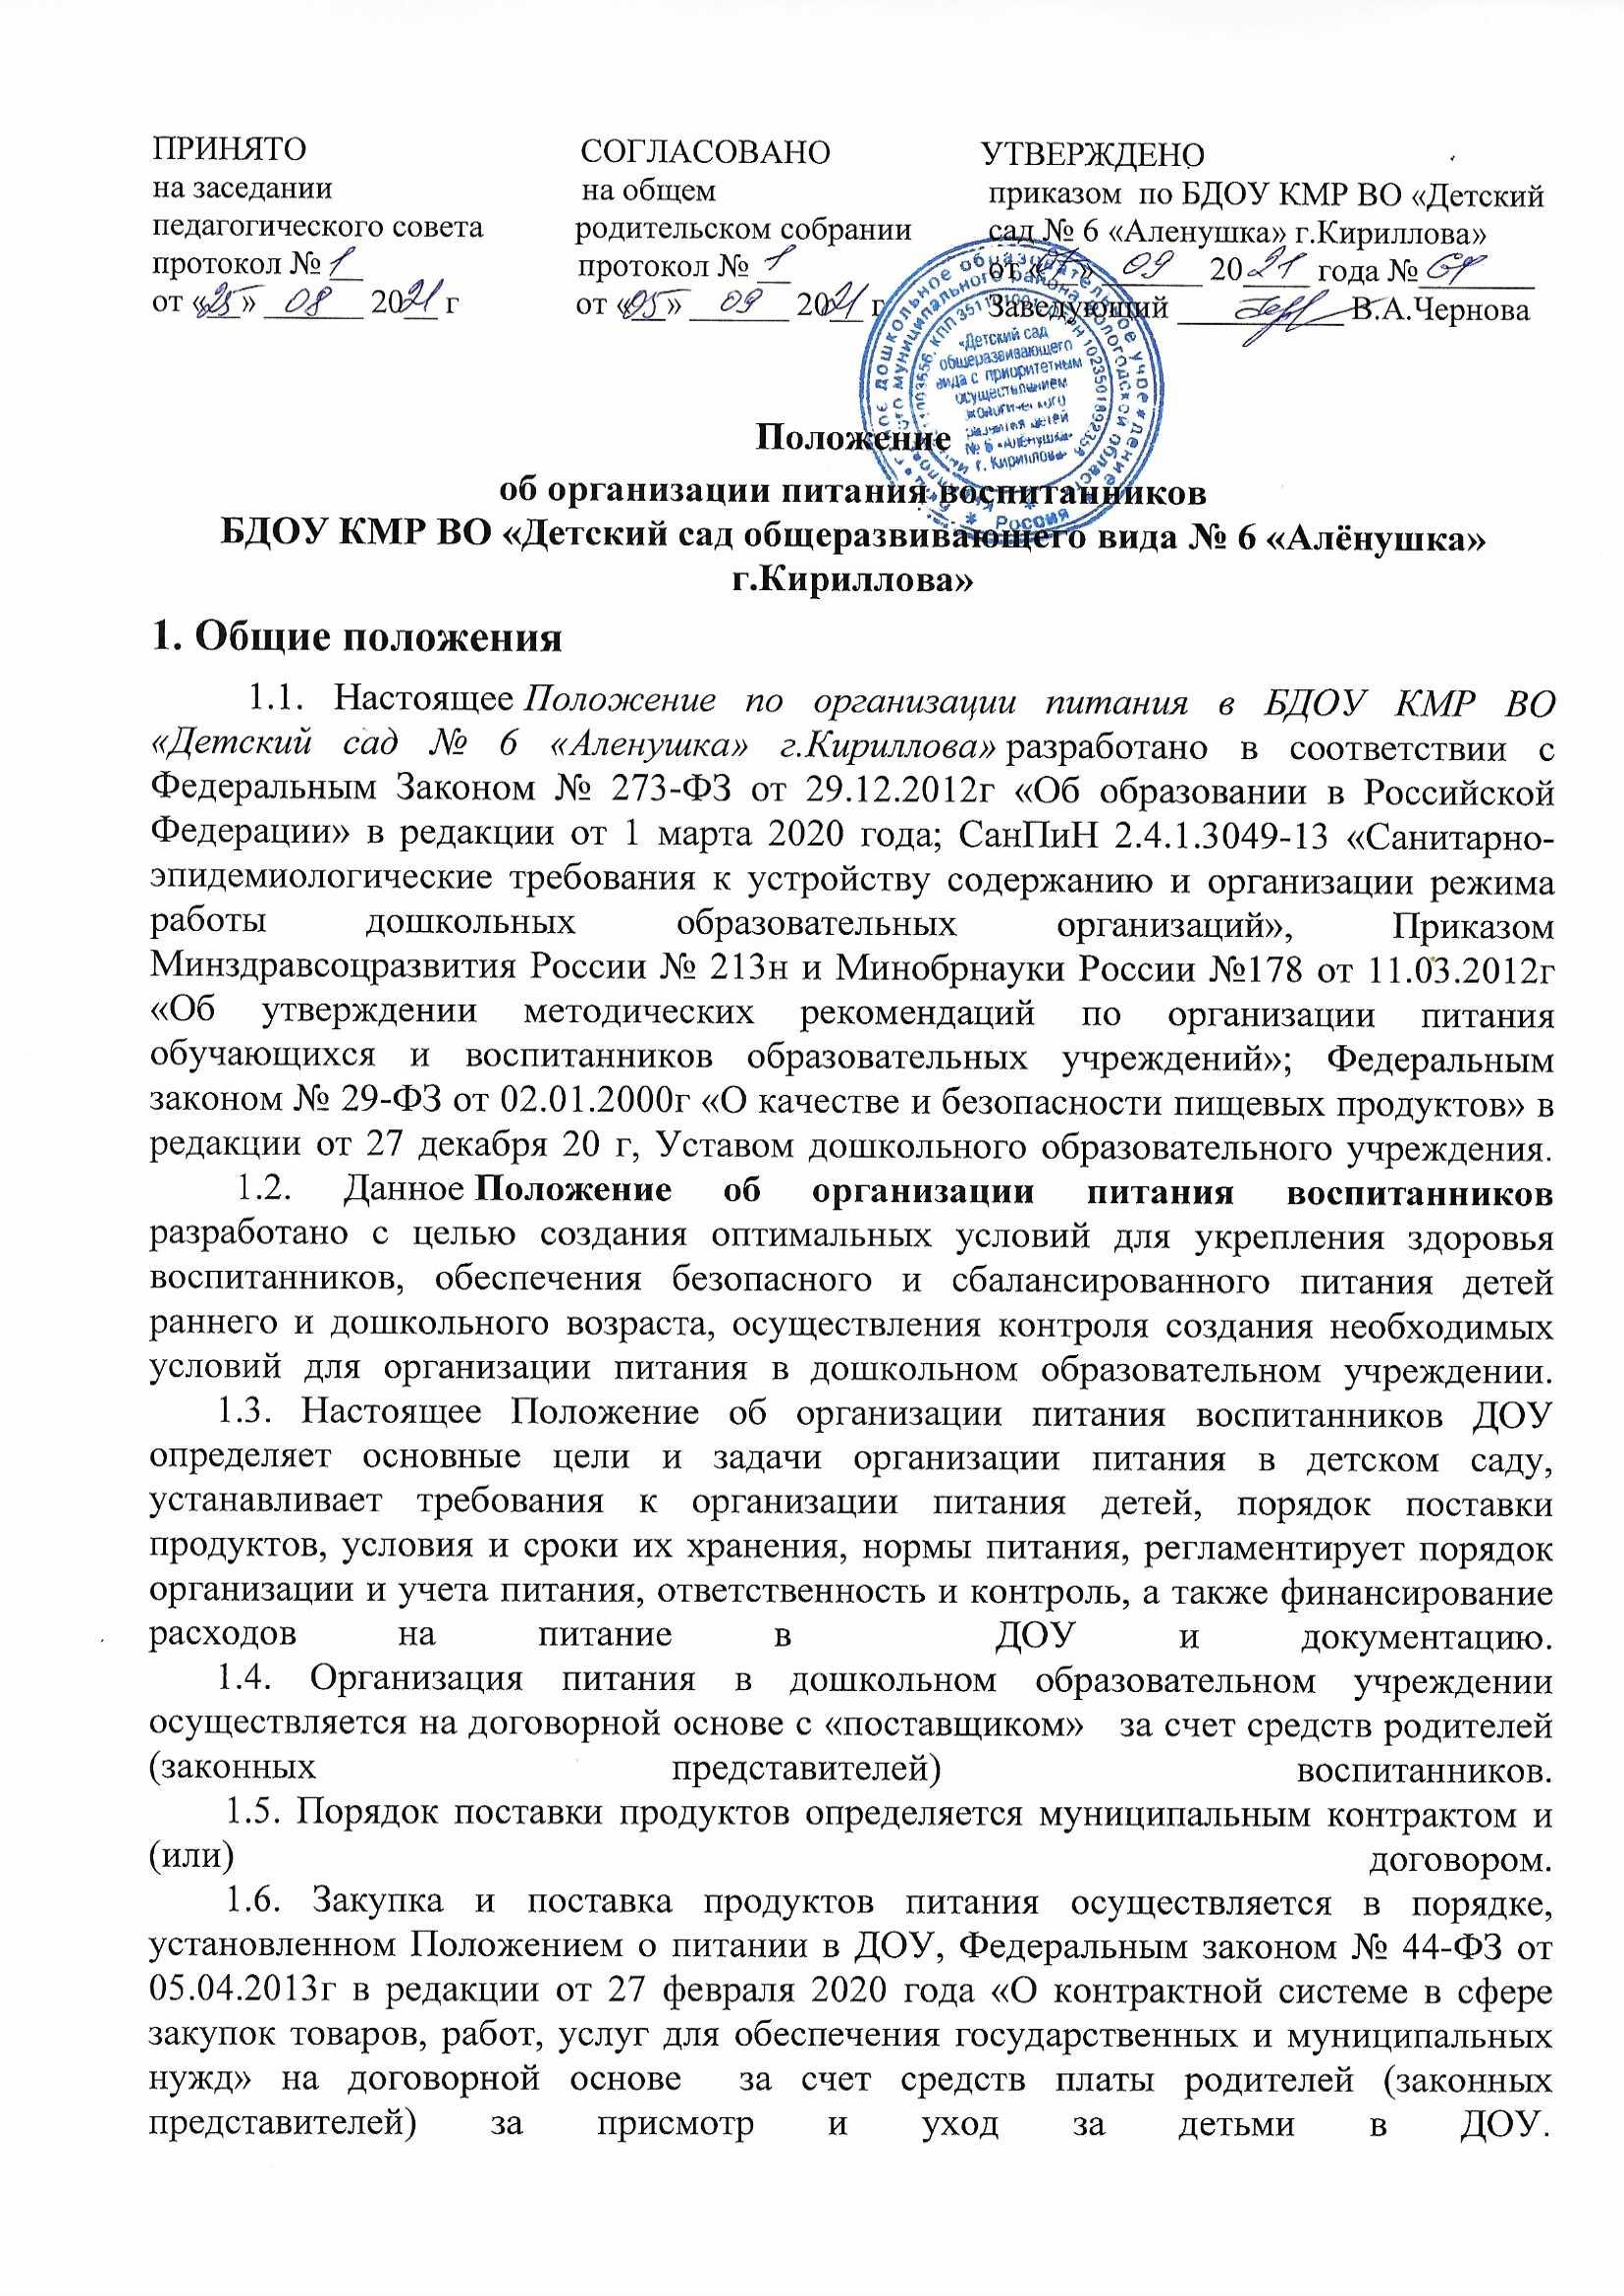 ПРИНЯТО
на заседании
педагогического совета
протокол № 1
от «25» 08 2021 г
СОГЛАСОВАНО
на общем
родительском собрании
протокол № 1
от «05» 09 2021 г
УТВЕРЖДЕНО
приказом по БДОУ КМР ВО «Детский
сад № 6 «Аленушка» г.Кириллова»
от « » 09 2021 года №
Заведующий В.А.Чернова
«Детский сад
общеразвивающего
вида с приоритетным
осуществлением
развития детей
№ 6 «Алёнушка»
г. Кириллова»
Россия
Положение
об организации питания воспитанников
БДОУ КМР ВО «Детский сад общеразвивающего вида № 6 «Алёнушка»
г.Кириллова»
1. Общие положения
1.1. Настоящее Положение по организации питания в БДОУ КМР ВО
«Детский сад № 6 «Аленушка» г.Кириллова» разработано в соответствии с
Федеральным Законом № 273-ФЗ от 29.12.2012г «Об образовании в Российской
Федерации» в редакции от 1 марта 2020 года; СанПиН 2.4.1.3049-13 «Санитарно-
эпидемиологические требования к устройству содержанию и организации режима
работы дошкольных образовательных организаций», Приказом
Минздравсоцразвития России № 213н и Минобрнауки России №178 от 11.03.2012г
«Об утверждении методических рекомендаций по организации питания
обучающихся и воспитанников образовательных учреждений»; Федеральным
законом № 29-ФЗ от 02.01.2000г «О качестве и безопасности пищевых продуктов» в
редакции от 27 декабря 20 г, Уставом дошкольного образовательного учреждения.
1.2. Данное Положение об организации питания воспитанников
разработано с целью создания оптимальных условий для укрепления здоровья
воспитанников, обеспечения безопасного и сбалансированного питания детей
раннего и дошкольного возраста, осуществления контроля создания необходимых
условий для организации питания в дошкольном образовательном учреждении.
1.3. Настоящее Положение об организации питания воспитанников ДОУ
определяет основные цели и задачи организации питания в детском саду,
устанавливает требования к организации питания детей, порядок поставки
продуктов, условия и сроки их хранения, нормы питания, регламентирует порядок
организации и учета питания, ответственность и контроль, а также финансирование
расходов на питание в ДОУ и документацию.
1.4. Организация питания в дошкольном образовательном учреждении
осуществляется на договорной основе с «поставщиком» за счет средств родителей
(законных представителей) воспитанников.
1.5. Порядок поставки продуктов определяется муниципальным контрактом и
(или) договором.
1.6. Закупка и поставка продуктов питания осуществляется в порядке,
установленном Положением о питании в ДОУ, Федеральным законом № 44-ФЗ от
05.04.2013г в редакции от 27 февраля 2020 года «О контрактной системе в сфере
закупок товаров, работ, услуг для обеспечения государственных и муниципальных
нужд» на договорной основе за счет средств платы родителей (законных
представителей) за присмотр и уход за детьми в ДОУ.